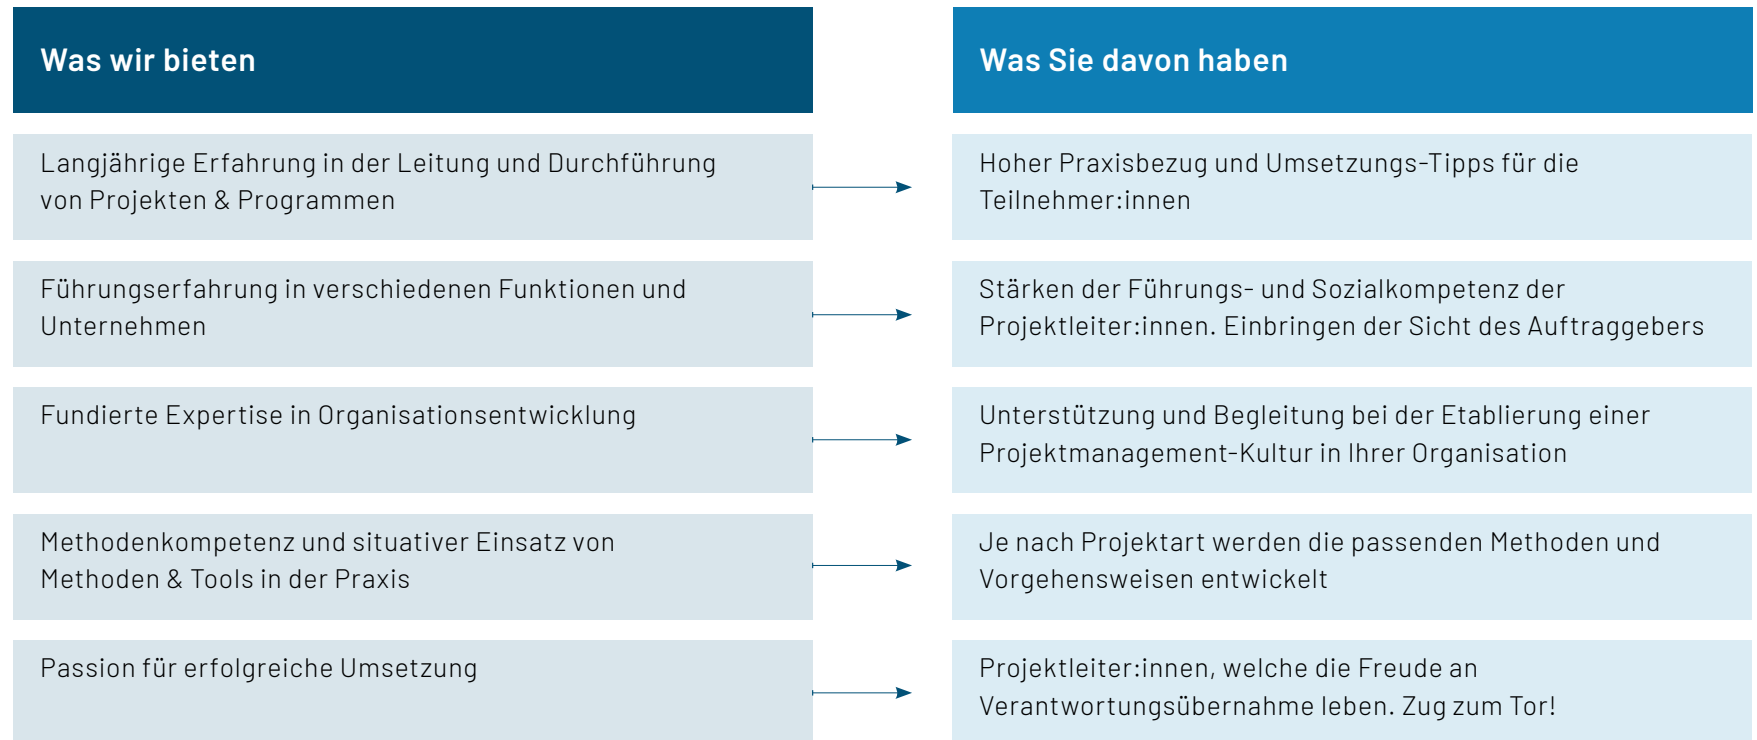 Was wir bieten
Was Sie davon haben
Langjährige Erfahrung in der Leitung und Durchführung
von Projekten & Programmen
Hoher Praxisbezug und Umsetzungs-Tipps für die
Teilnehmer:innen
Führungserfahrung in verschiedenen Funktionen und
Unternehmen
Stärken der Führungs- und Sozialkompetenz der
Projektleiter:innen. Einbringen der Sicht des Auftraggebers
Fundierte Expertise in Organisationsentwicklung
Unterstützung und Begleitung bei der Etablierung einer
Projektmanagement-Kultur in Ihrer Organisation
Methodenkompetenz und situativer Einsatz von
Methoden & Tools in der Praxis
Je nach Projektart werden die passenden Methoden und
Vorgehensweisen entwickelt
Passion für erfolgreiche Umsetzung
Projektleiter:innen, welche die Freude an
Verantwortungsübernahme leben. Zug zum Tor!